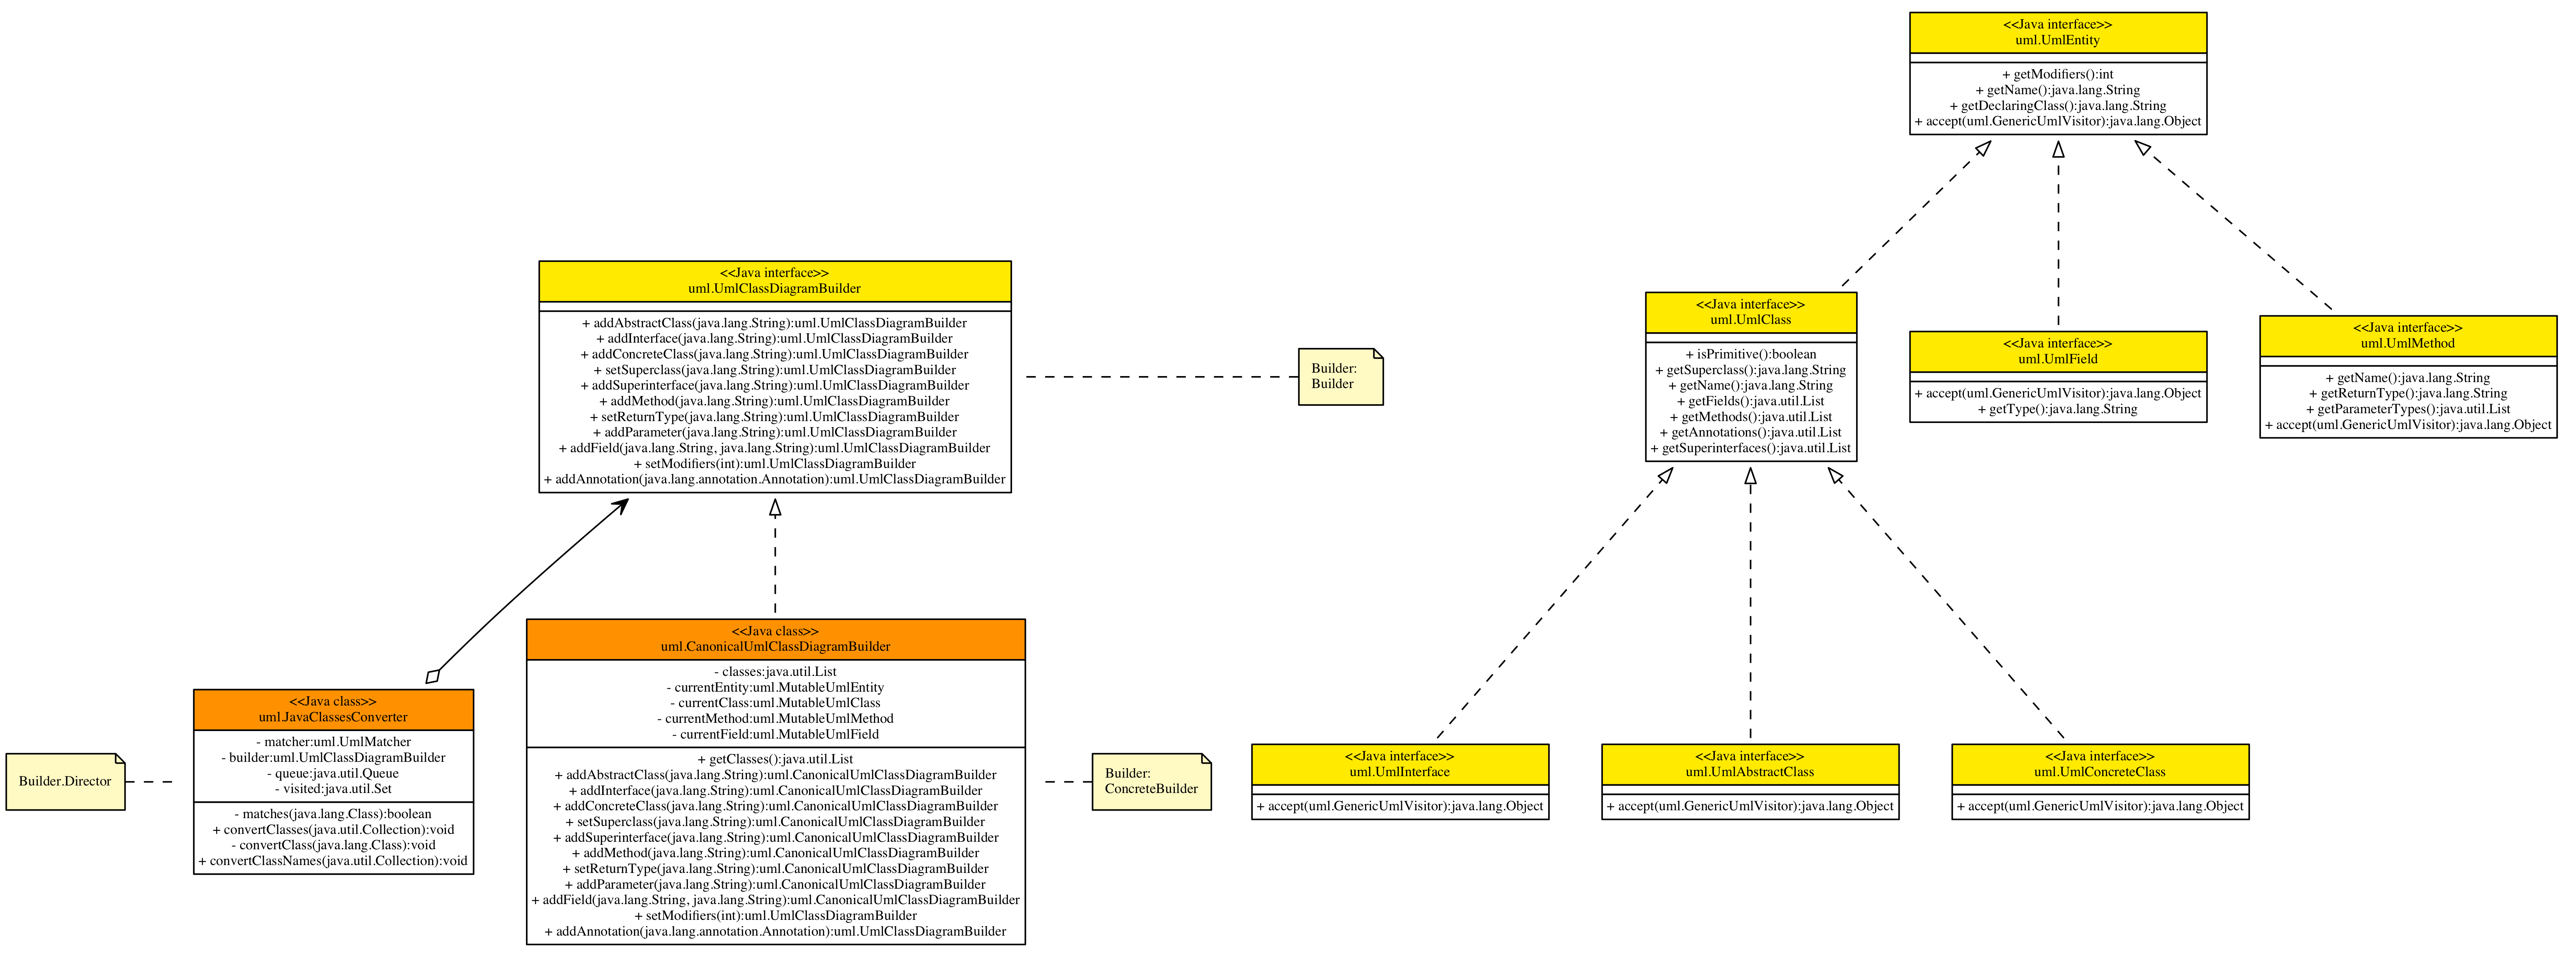 <<Java interface>>
uml.UmlEntity
+ getModifiers():int
+ getName():java.lang.String
+ getDeclaringClass():java.lang.String
+ accept(uml.GenericUmlVisitor):java.lang.Object
<<Java interface>>
uml.UmlClassDiagramBuilder
+ addAbstractClass(java.lang.String):uml.UmlClassDiagramBuilder
+ addInterface(java.lang.String):uml.UmlClassDiagramBuilder
+ addConcreteClass(java.lang.String):uml.UmlClassDiagramBuilder
+ setSuperclass(java.lang.String):uml.UmlClassDiagramBuilder
+ addSuperinterface(java.lang.String):uml.UmlClassDiagramBuilder
+ addMethod(java.lang.String):uml.UmlClassDiagramBuilder
+ setReturnType(java.lang.String):uml.UmlClassDiagramBuilder
+ addParameter(java.lang.String):uml.UmlClassDiagramBuilder
+ addField(java.lang.String, java.lang.String):uml.UmlClassDiagramBuilder
+ setModifiers(int):uml.UmlClassDiagramBuilder
+ addAnnotation(java.lang.annotation.Annotation):uml.UmlClassDiagramBuilder
Builder:
Builder
<<Java interface>>
uml.UmlClass
+ isPrimitive():boolean
+ getSuperclass():java.lang.String
+ getName():java.lang.String
+ getFields():java.util.List
+ getMethods():java.util.List
+ getAnnotations():java.util.List
+ getSuperinterfaces():java.util.List
<<Java interface>>
uml.UmlField
+ accept(uml.GenericUmlVisitor):java.lang.Object
+ getType():java.lang.String
<<Java interface>>
uml.UmlMethod
+ getName():java.lang.String
+ getReturnType():java.lang.String
+ getParameterTypes():java.util.List
+ accept(uml.GenericUmlVisitor):java.lang.Object
Builder.Director
<<Java class>>
uml.JavaClassesConverter
- matcher:uml.UmlMatcher
- builder:uml.UmlClassDiagramBuilder
- queue:java.util.Queue
- visited:java.util.Set
- matches(java.lang.Class):boolean
+ convertClasses(java.util.Collection):void
- convertClass(java.lang.Class):void
+ convertClassNames(java.util.Collection):void
<<Java class>>
uml.CanonicalUmlClassDiagramBuilder
- classes:java.util.List
- currentEntity:uml.MutableUmlEntity
- currentClass:uml.MutableUmlClass
- currentMethod:uml.MutableUmlMethod
- currentField:uml.MutableUmlField
+ getClasses():java.util.List
+ addAbstractClass(java.lang.String):uml.CanonicalUmlClassDiagramBuilder
+ addInterface(java.lang.String):uml.CanonicalUmlClassDiagramBuilder
+ addConcreteClass(java.lang.String):uml.CanonicalUmlClassDiagramBuilder
+ setSuperclass(java.lang.String):uml.CanonicalUmlClassDiagramBuilder
+ addSuperinterface(java.lang.String):uml.CanonicalUmlClassDiagramBuilder
+ addMethod(java.lang.String):uml.CanonicalUmlClassDiagramBuilder
+ setReturnType(java.lang.String):uml.CanonicalUmlClassDiagramBuilder
+ addParameter(java.lang.String):uml.CanonicalUmlClassDiagramBuilder
+ addField(java.lang.String, java.lang.String):uml.CanonicalUmlClassDiagramBuilder
+ setModifiers(int):uml.UmlClassDiagramBuilder
+ addAnnotation(java.lang.annotation.Annotation):uml.UmlClassDiagramBuilder
Builder:
ConcreteBuilder
<<Java interface>>
uml.UmlInterface
+ accept(uml.GenericUmlVisitor):java.lang.Object
<<Java interface>>
uml.UmlAbstractClass
+ accept(uml.GenericUmlVisitor):java.lang.Object
<<Java interface>>
uml.UmlConcreteClass
+ accept(uml.GenericUmlVisitor):java.lang.Object